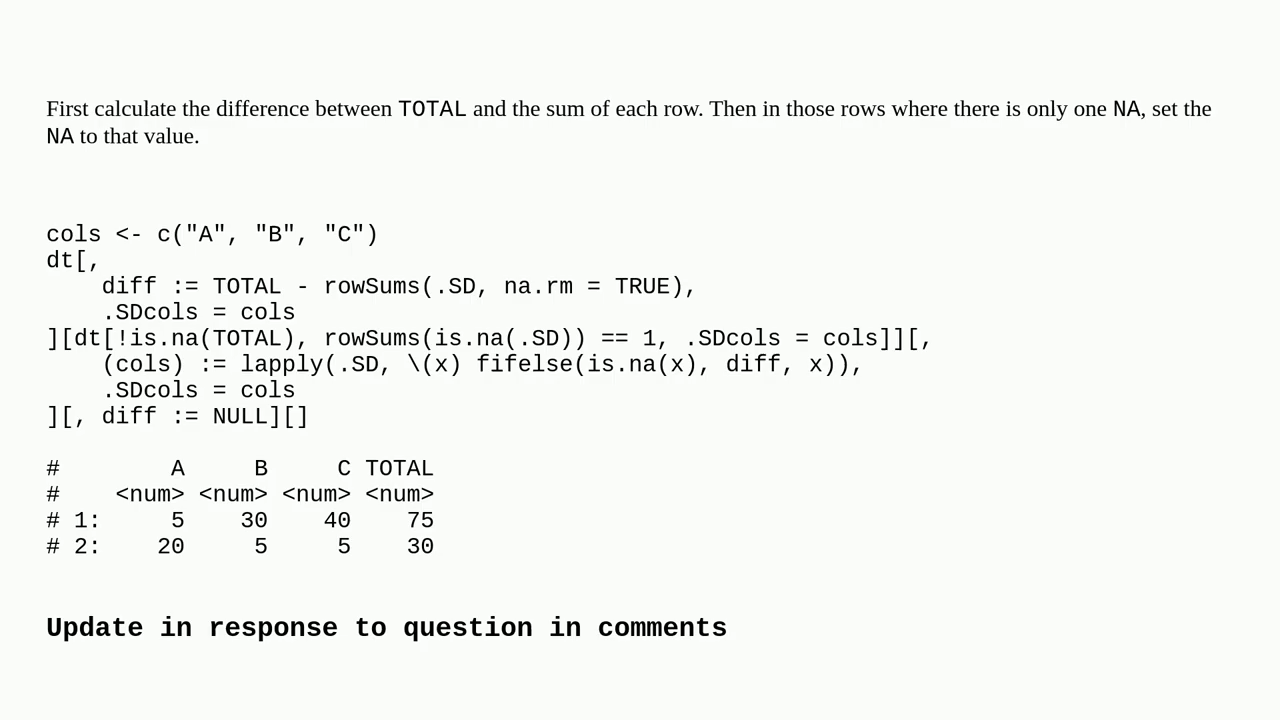 First calculate the difference between TOTAL and the sum of each row. Then in those rows where there is only one NA, set the
NA to that value.
cols <- c("A", "B", "C")
dt[,
    diff := TOTAL - rowSums(.SD, na.rm = TRUE),
    .SDcols = cols
][dt[!is.na(TOTAL), rowSums(is.na(.SD)) == 1, .SDcols = cols]][,
    (cols) := lapply(.SD, \(x) fifelse(is.na(x), diff, x)),
    .SDcols = cols
][, diff := NULL][]
#        A     B     C TOTAL
#    <num> <num> <num> <num>
# 1:     5    30    40    75
# 2:    20     5     5    30
Update in response to question in comments